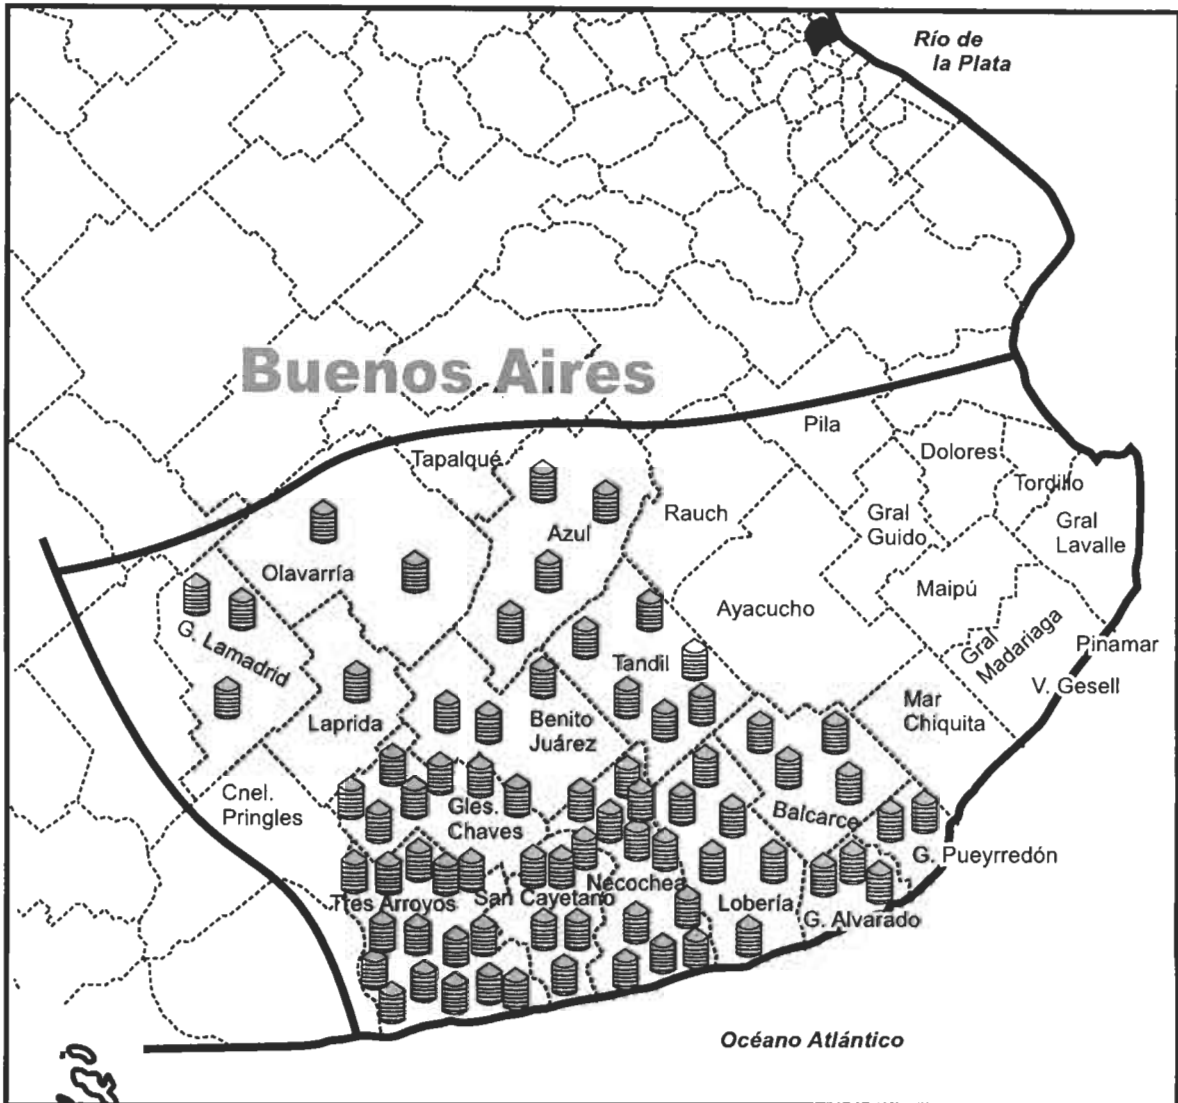 Río de
la Plata
Buenos Aires
Pila
Tapalqué
Dolores
Tordillo
Rauch
Azul
Gral
Guido
Gral
Lavalle
Olavarría
Maipú
Ayacucho
G. Lamadrid
Gral
Madariaga
Pinamar
Tandil
V. Gesell
Laprida
Benito
Juárez
Mar
Chiquita
Cnel.
Pringles
Gles.
Chaves
Balcarce
G. Pueyrredón
Necochea
Tres Arroyos
San Cayetano
Lobería
G. Alvarado
Océano Atlántico